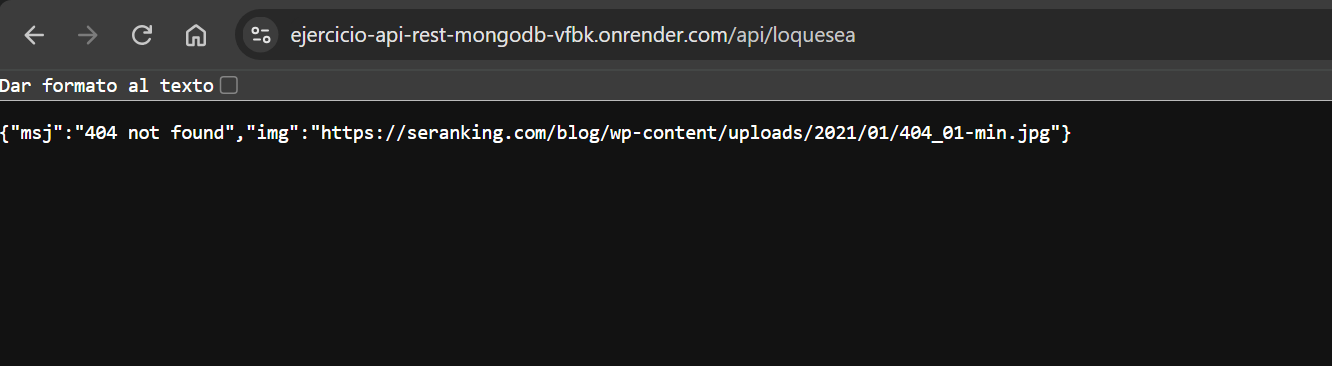 ejercicio-api-rest-mongodb-vfbk.onrender.com/api/loquesea
Dar formato al texto
{"msj":"404 not found","img":"https://seranking.com/blog/wp-content/uploads/2021/01/404_01-min.jpg"}